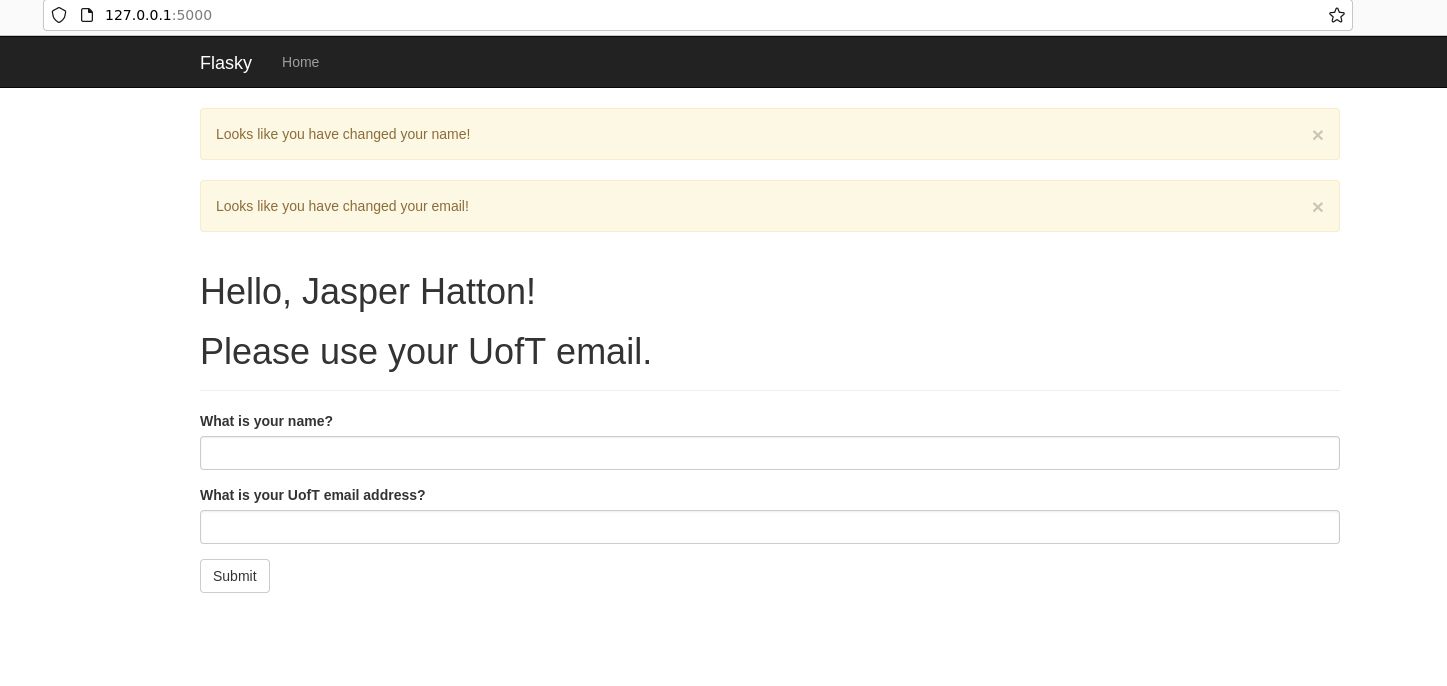 127.0.0.1:5000
Flasky Home
Looks like you have changed your name! ×
Looks like you have changed your email! ×
Hello, Jasper Hatton!
Please use your UofT email.
What is your name?
What is your UofT email address?
Submit